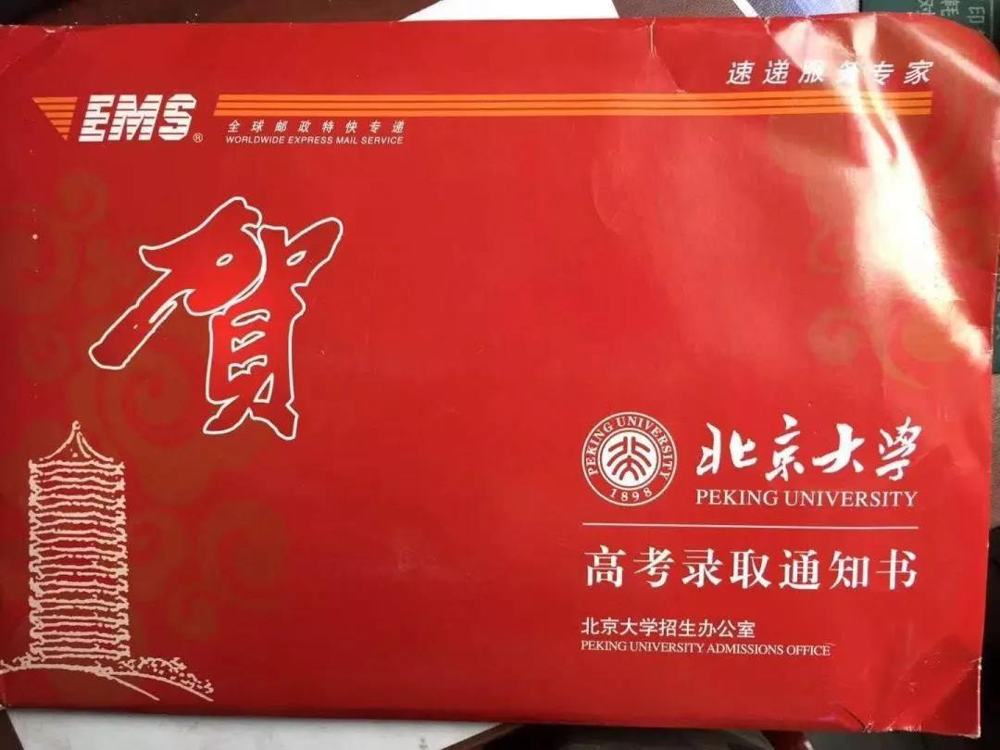 速递服务专家
EMS®
全球邮政特快专递
WORLDWIDE EXPRESS MAIL SERVICE
賀
PEKING UNIVERSITY
1898
北京大学
PEKING UNIVERSITY
高考录取通知书
北京大学招生办公室
PEKING UNIVERSITY ADMISSIONS OFFICE